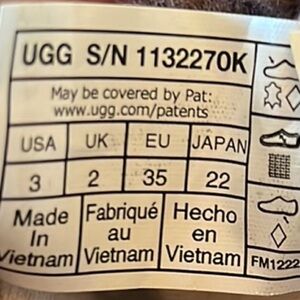 UGG S/N 1132270K
May be covered by Pat:
www.ugg.com/patents
USA UK EU JAPAN
3 2 35 22
Made In Vietnam
Fabriqué au Vietnam
Hecho en Vietnam
FM1222